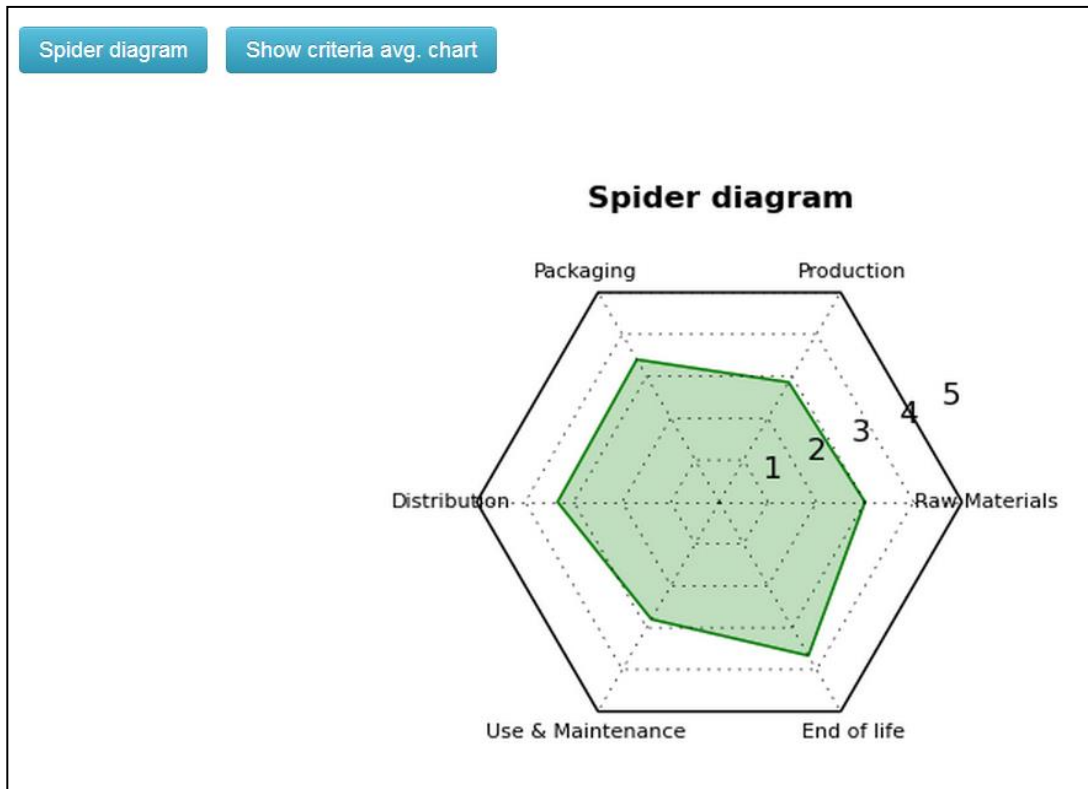 Spider diagram
Show criteria avg. chart
Spider diagram
Packaging
Production
5
4
3
2
1
Distribution
Raw Materials
Use & Maintenance
End of life